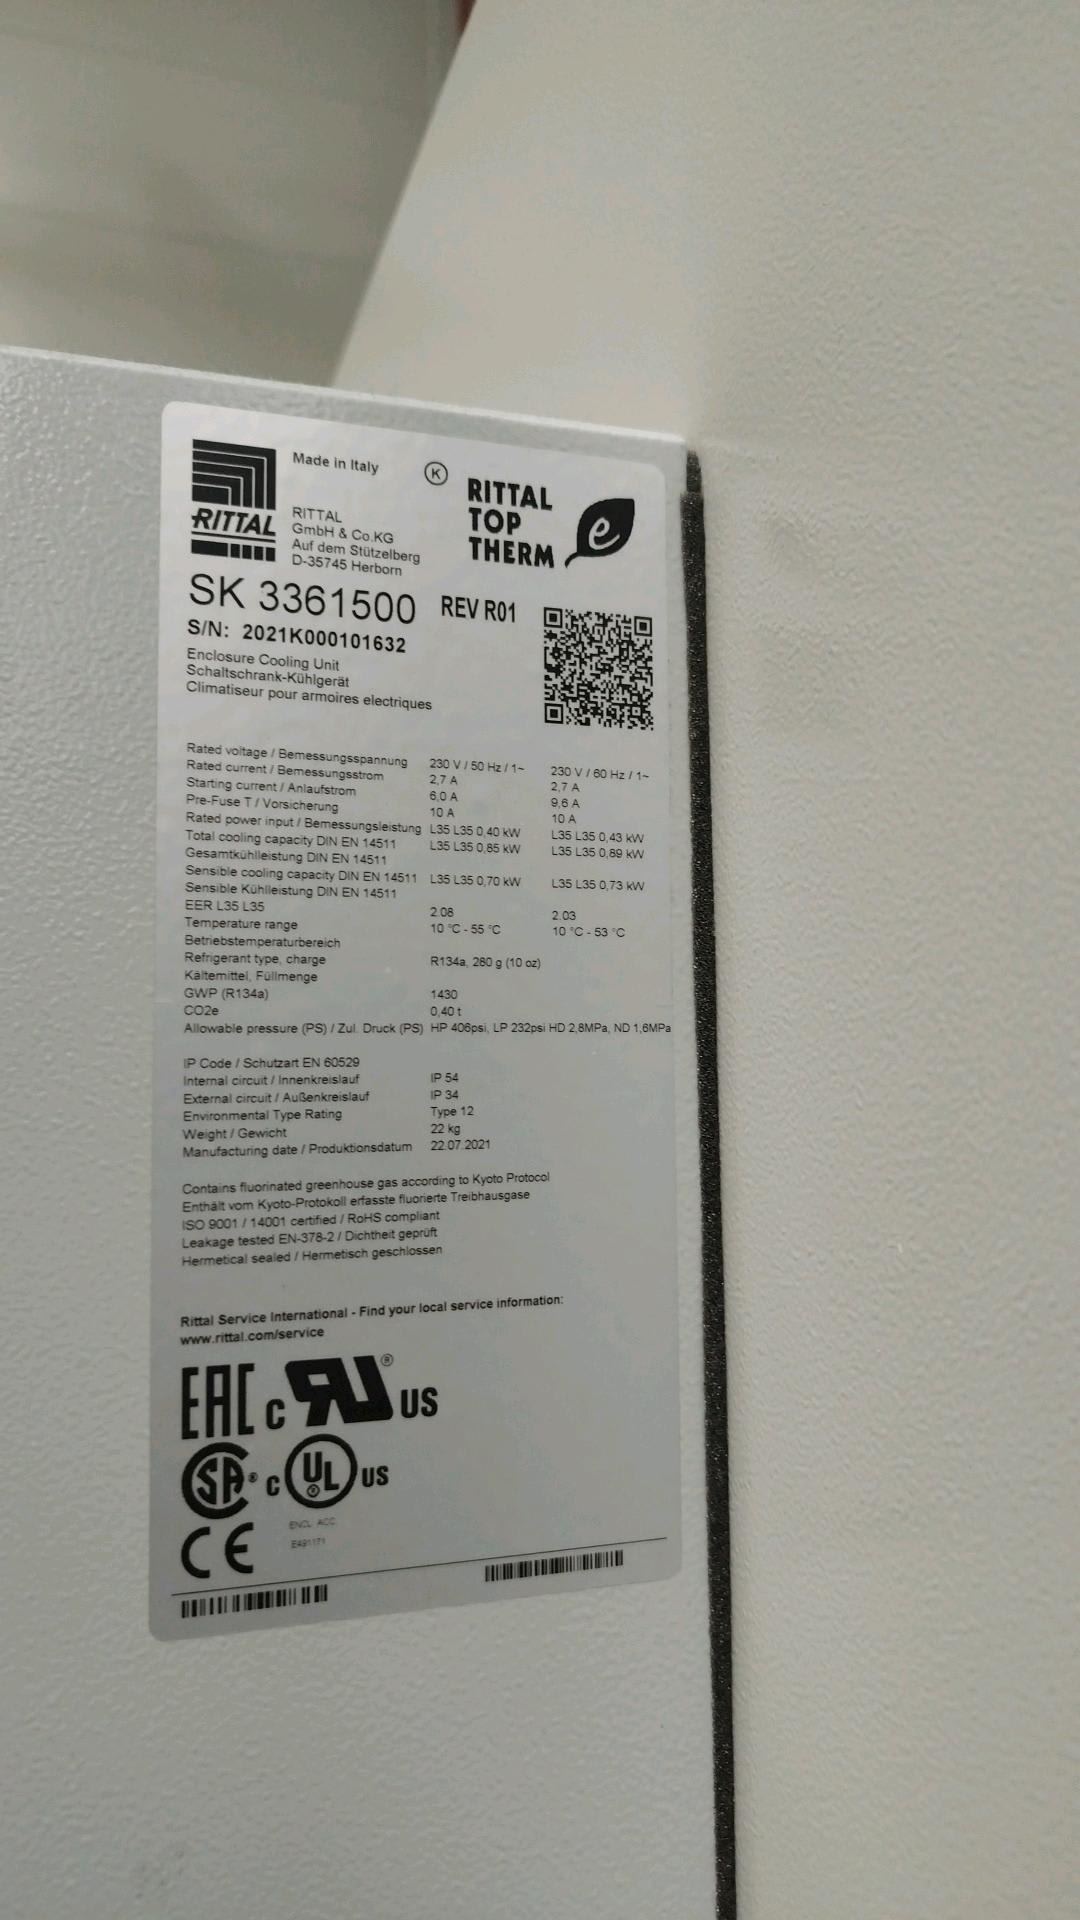 Made in Italy
K
RITTAL
TOP
THERM
e
RITTAL
RITTAL
GmbH & Co.KG
Auf dem Stützelberg
D-35745 Herborn
SK 3361500 REV R01
S/N: 2021K000101632
Enclosure Cooling Unit
Schaltschrank-Kühlgerät
Climatiseur pour armoires electriques
Rated voltage / Bemessungsspannung 230 V / 50 Hz / 1~ 230 V / 60 Hz / 1~
Rated current / Bemessungsstrom 2,7 A 2,7 A
Starting current / Anlaufstrom 6,0 A 9,6 A
Pre-Fuse T / Vorsicherung 10 A 10 A
Rated power input / Bemessungsleistung L35 L35 0,40 kW L35 L35 0,43 kW
Total cooling capacity DIN EN 14511 L35 L35 0,85 kW L35 L35 0,89 kW
Gesamtkühlleistung DIN EN 14511
Sensible cooling capacity DIN EN 14511 L35 L35 0,70 kW L35 L35 0,73 kW
Sensible Kühlleistung DIN EN 14511
EER L35 L35 2.08 2.03
Temperature range 10 °C - 55 °C 10 °C - 53 °C
Betriebstemperaturbereich
Refrigerant type, charge R134a, 280 g (10 oz)
Kältemittel, Füllmenge
GWP (R134a) 1430
CO2e 0,40 t
Allowable pressure (PS) / Zul. Druck (PS) HP 406psi, LP 232psi HD 2,8MPa, ND 1,6MPa
IP Code / Schutzart EN 60529
Internal circuit / Innenkreislauf IP 54
External circuit / Außenkreislauf IP 34
Environmental Type Rating Type 12
Weight / Gewicht 22 kg
Manufacturing date / Produktionsdatum 22.07.2021
Contains fluorinated greenhouse gas according to Kyoto Protocol
Enthält vom Kyoto-Protokoll erfasste fluorierte Treibhausgase
ISO 9001 / 14001 certified / RoHS compliant
Leakage tested EN-378-2 / Dichtheit geprüft
Hermetical sealed / Hermetisch geschlossen
Rittal Service International - Find your local service information:
www.rittal.com/service
EAC c RU ® US
SA ® c UL ® US
CE
ENCL. ACC.
E491171